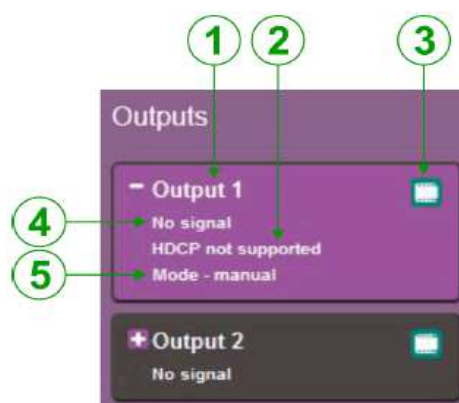 1 2 3
Outputs
- Output 1
4
No signal
HDCP not supported
5
Mode - manual
+ Output 2
No signal